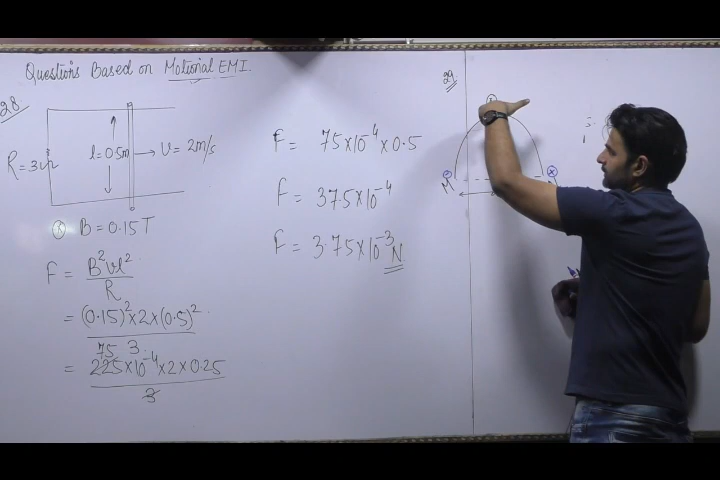 Questions Based on Motional EMI
28
R = 3Ω
l = 0.5m
→ V = 2m/s
ⓧ B = 0.15T
F = B²vl²
R
= (0.15)² x 2 x (0.5)²
3
75
= 225 x 10⁻⁴ x 2 x 0.25
3
F = 75 x 10⁻⁴ x 0.5
F = 37.5 x 10⁻⁴
F = 3.75 x 10⁻³ N
29
M